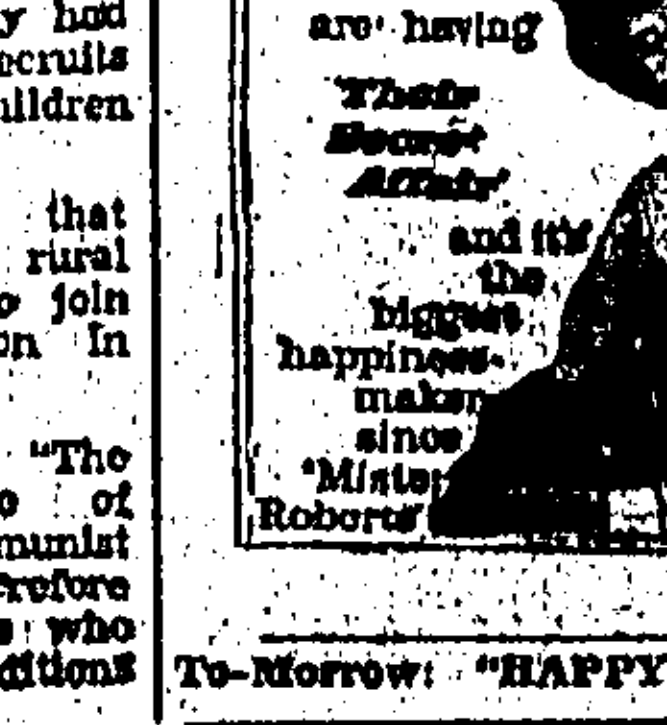 y had
ecruits
ildren
that
rural
o join
on In
"The
of
munist
refore
who
ditions
are having
Their
Secret
Affair
and it's
the
biggest
happiness-
maker
since
'Mister
Roberts'
To-Morrow: "HAPPY